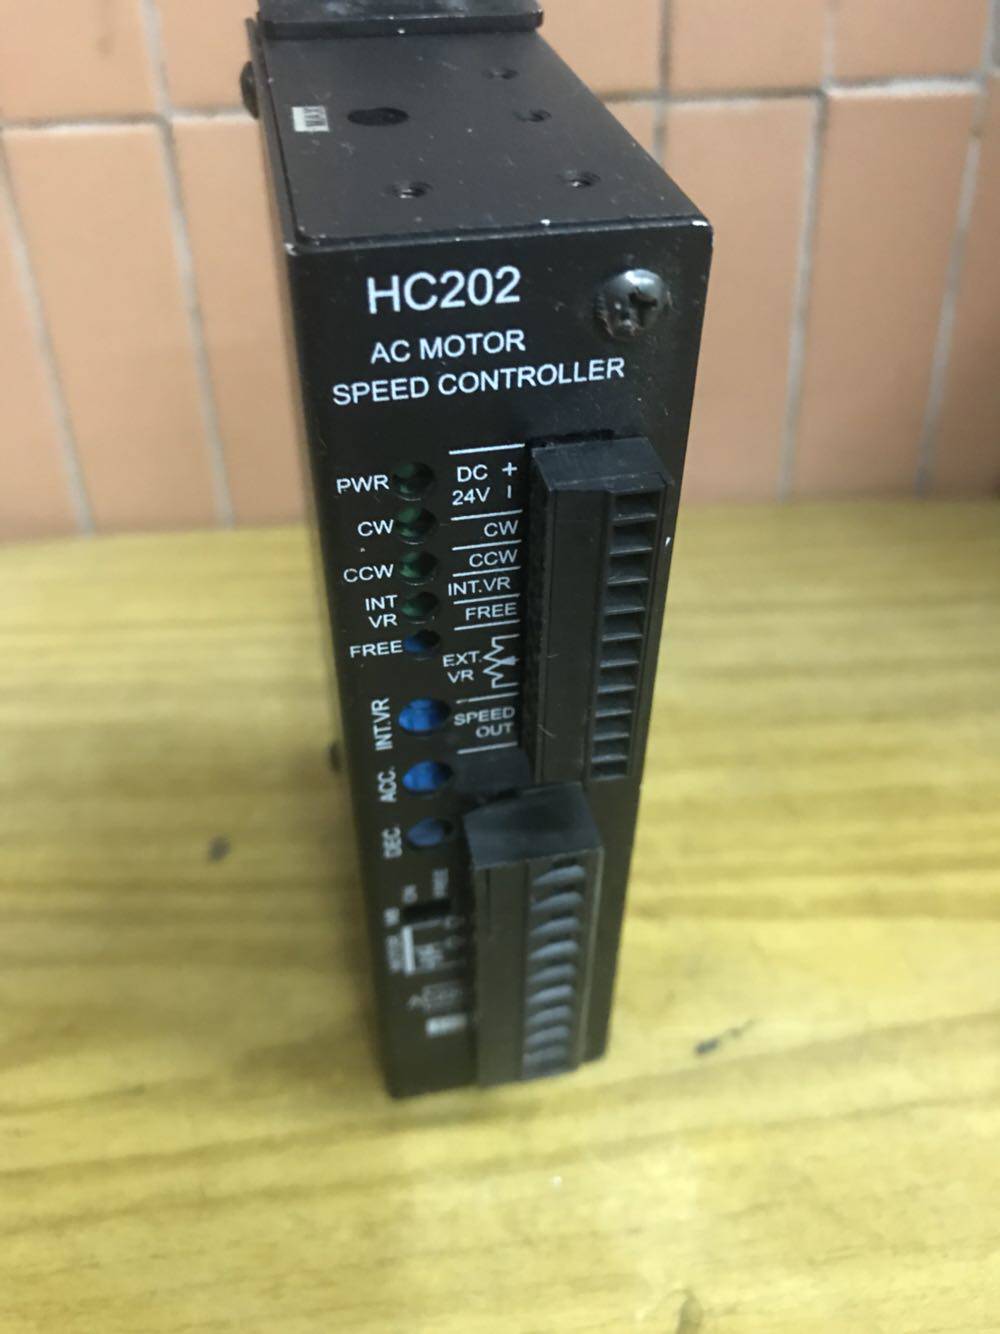 HC202
AC MOTOR
SPEED CONTROLLER
PWR
CW
CCW
INT
VR
FREE
INT.VR
ACC.
DEC.
DC +
24V -
CW
CCW
INT.VR
FREE
EXT.
VR
SPEED
OUT